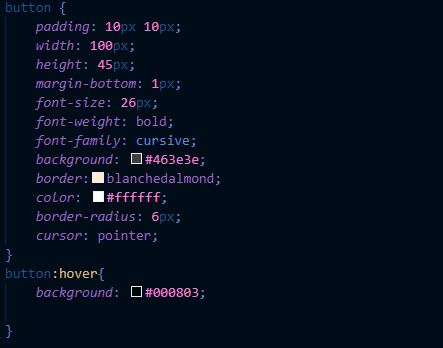 button {
padding: 10px 10px;
width: 100px;
height: 45px;
margin-bottom: 1px;
font-size: 26px;
font-weight: bold;
font-family: cursive;
background: #463e3e;
border: blanchedalmond;
color: #ffffff;
border-radius: 6px;
cursor: pointer;
}
button:hover{
background: #000803;
}